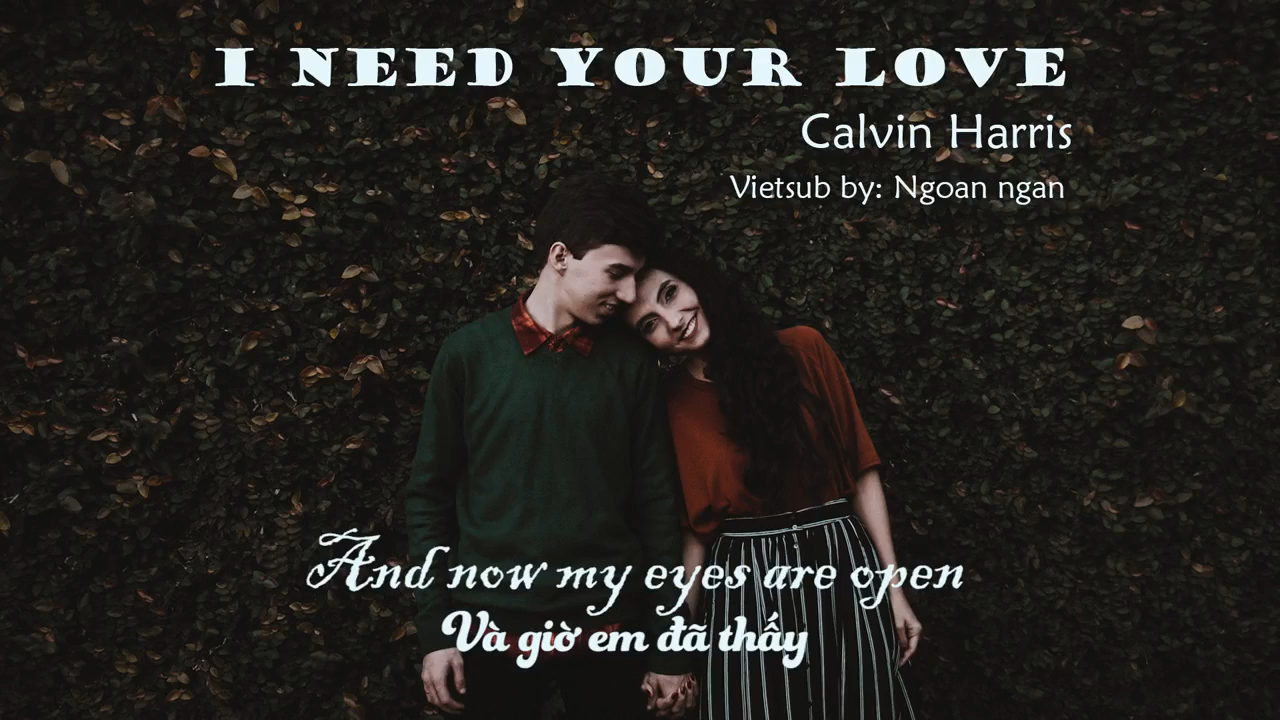 I NEED YOUR LOVE
Calvin Harris
Vietsub by: Ngoan ngan
And now my eyes are open
Và giờ em đã thấy